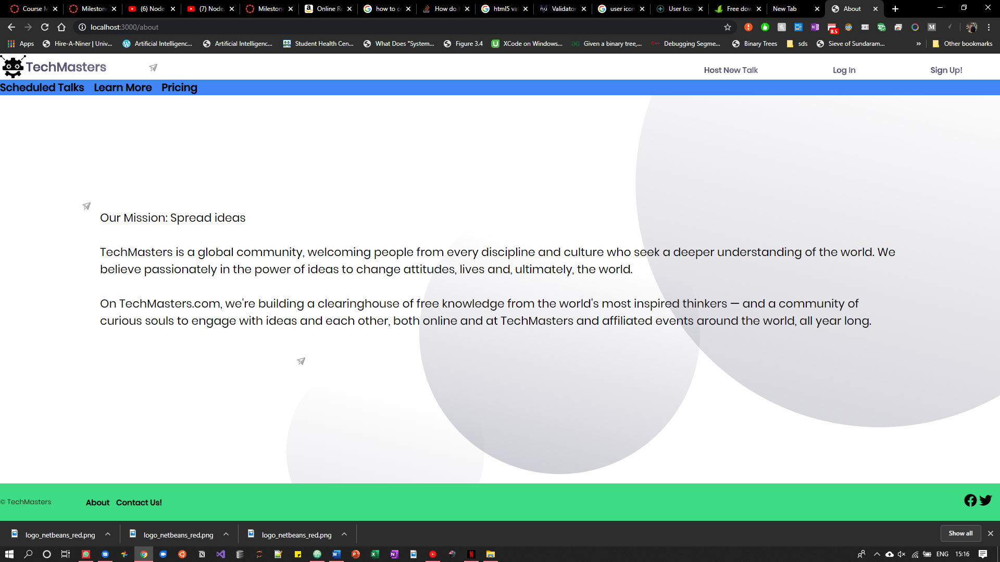 Course M
Milestone
(6) Node
(7) Node.
Milestone
Online Re
how to ce
How do I
html5 val
Validator
user icon
User Icon
Free dow
New Tab
About
localhost:3000/about
8.5
Apps
Hire-A-Niner | Univ...
Artificial Intelligenc...
Artificial Intelligenc...
Student Health Cen...
What Does "System...
Figure 3.4
XCode on Windows...
Given a binary tree,...
Debugging Segme...
Binary Trees
sds
Sieve of Sundaram...
»
Other bookmarks
TechMasters
Host New Talk
Log In
Sign Up!
Scheduled Talks
Learn More
Pricing
Our Mission: Spread ideas
TechMasters is a global community, welcoming people from every discipline and culture who seek a deeper understanding of the world. We
believe passionately in the power of ideas to change attitudes, lives and, ultimately, the world.
On TechMasters.com, we're building a clearinghouse of free knowledge from the world's most inspired thinkers — and a community of
curious souls to engage with ideas and each other, both online and at TechMasters and affiliated events around the world, all year long.
© TechMasters
About
Contact Us!
logo_netbeans_red.png
logo_netbeans_red.png
logo_netbeans_red.png
Show all
ENG
15:16